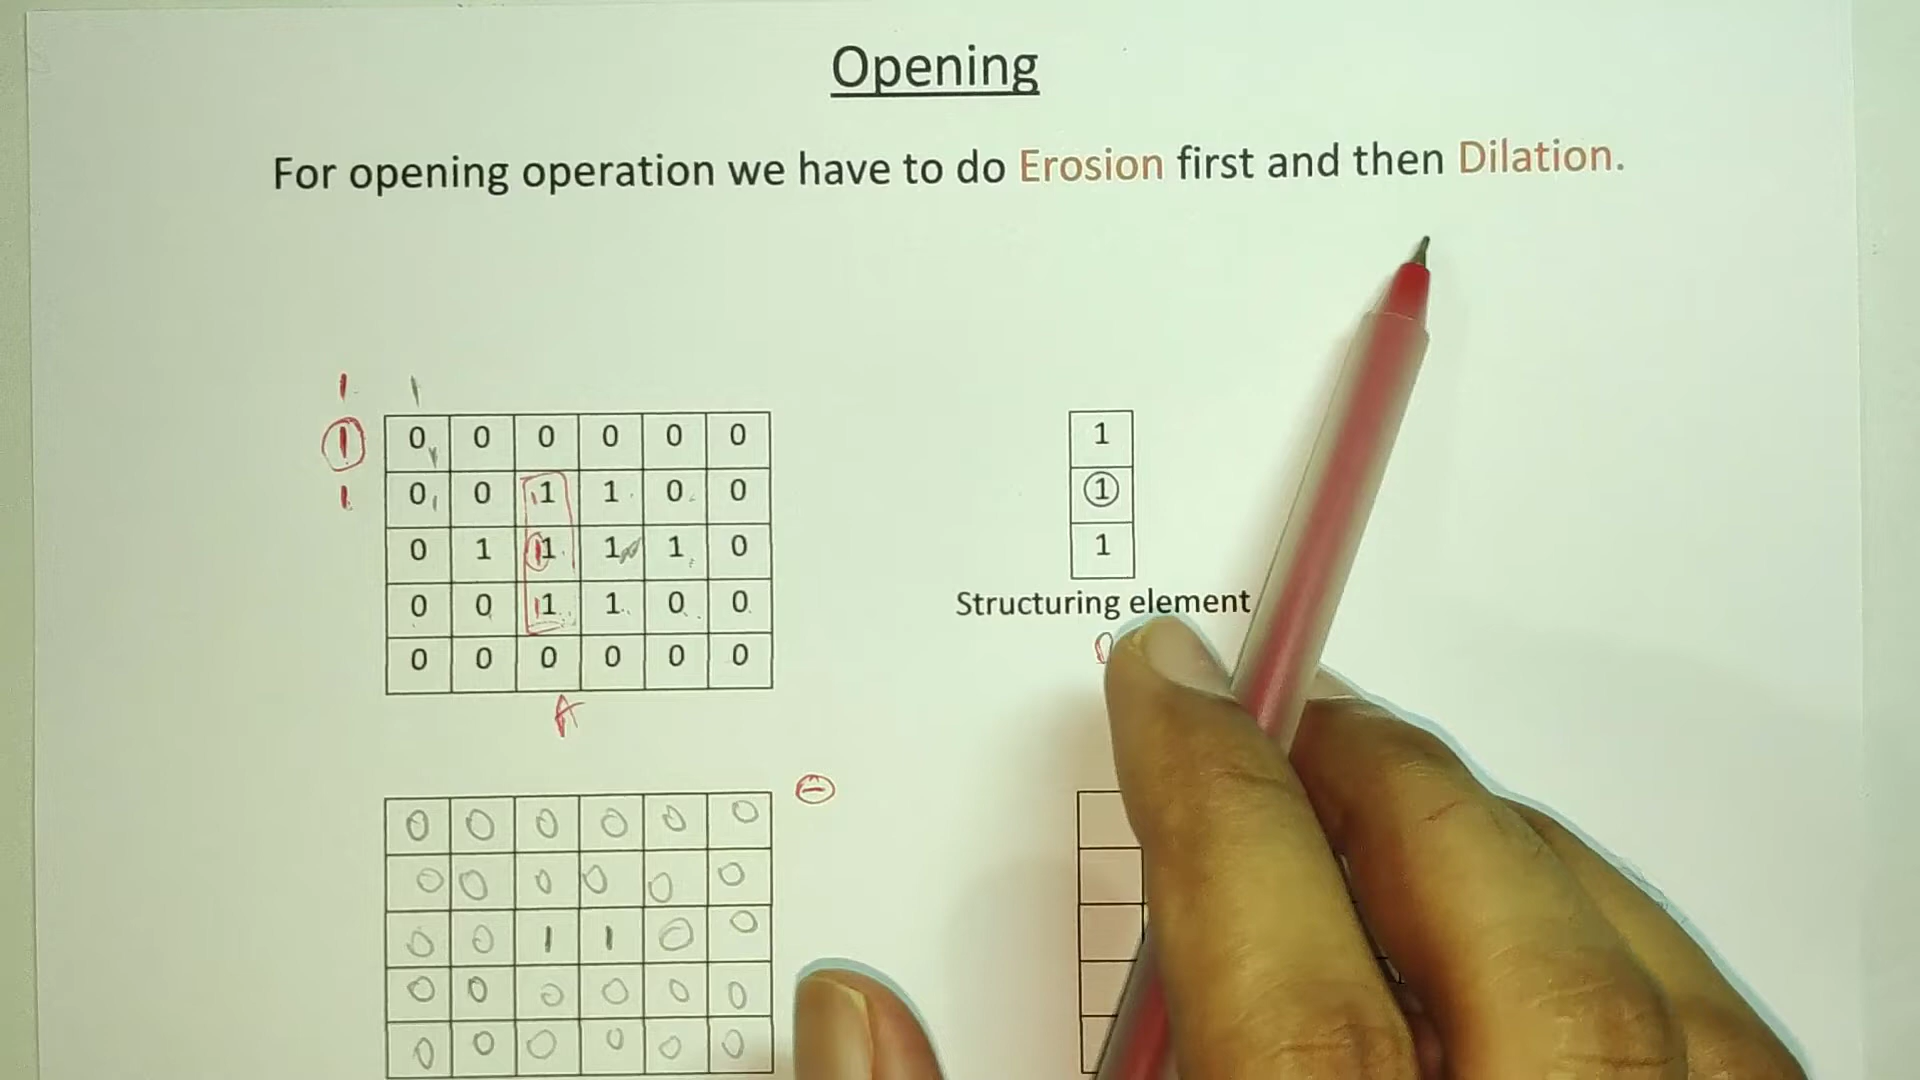 Opening
For opening operation we have to do Erosion first and then Dilation.
1 1
1 0 0 0 0 0 0
1 0 0 1 1 0 0
0 1 1 1 1 0
0 0 1 1 0 0
0 0 0 0 0 0
A
1
1
1
Structuring element
0 0 0 0 0 0
0 0 0 0 0 0
0 0 1 1 0 0
0 0 0 0 0 0
0 0 0 0 0 0